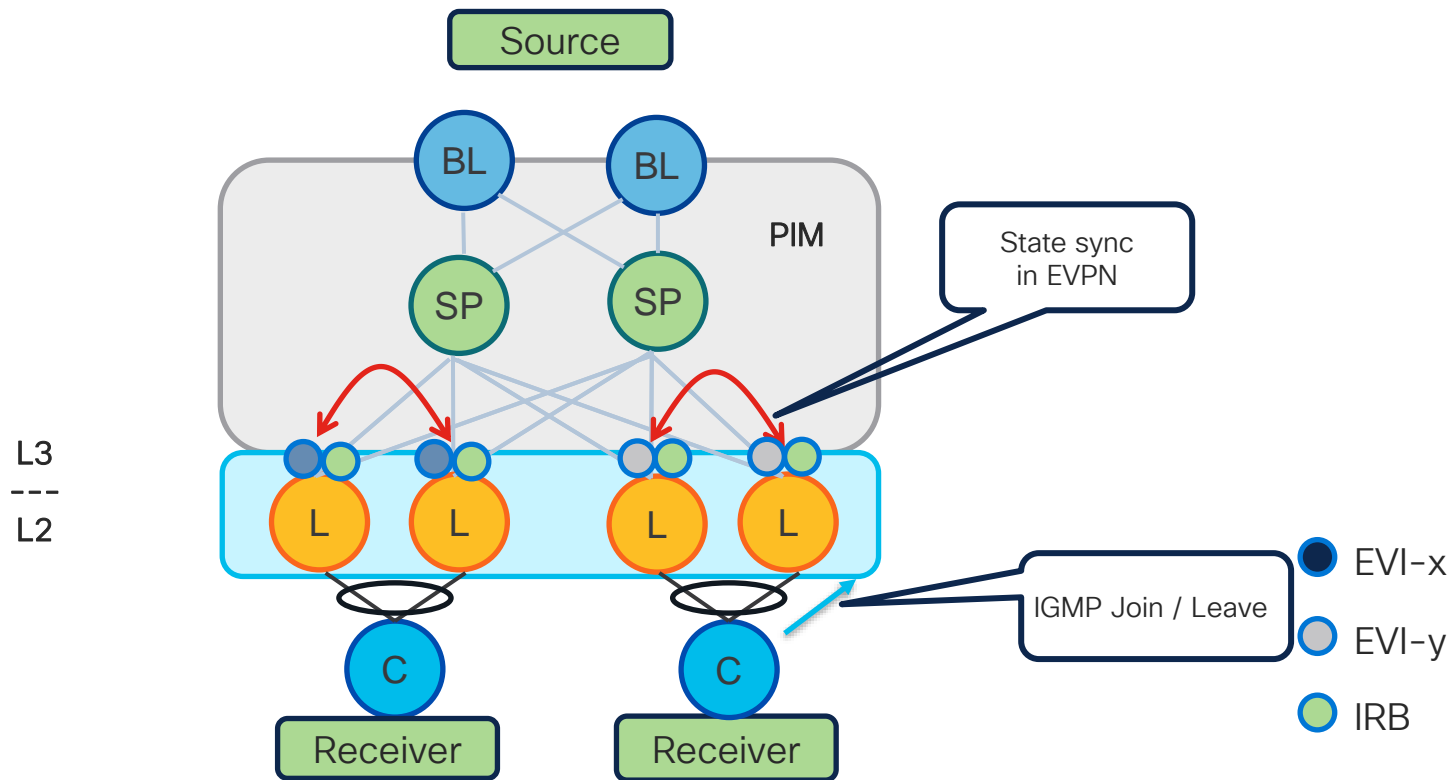 Source
BL
BL
PIM
State sync
in EVPN
SP
SP
L3
---
L2
L
L
L
L
EVI-x
IGMP Join / Leave
EVI-y
C
C
IRB
Receiver
Receiver